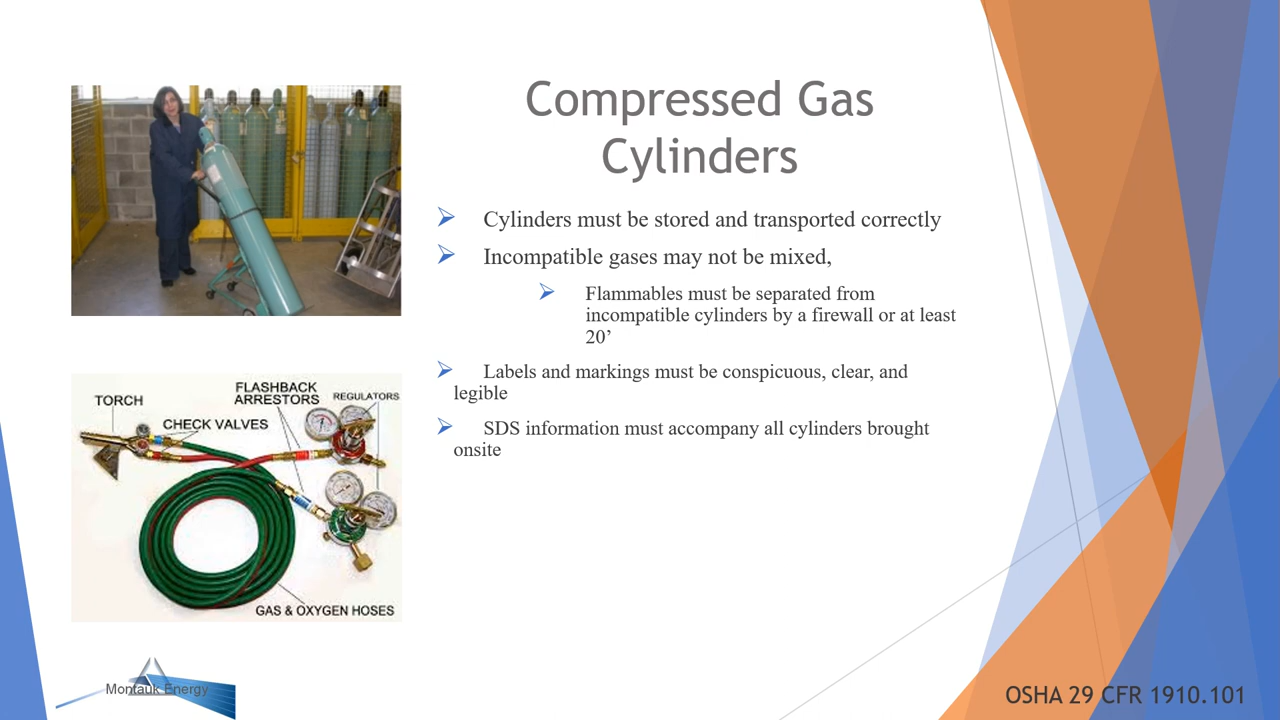 Compressed Gas
Cylinders
Cylinders must be stored and transported correctly
Incompatible gases may not be mixed,
Flammables must be separated from
incompatible cylinders by a firewall or at least
20’
Labels and markings must be conspicuous, clear, and
legible
SDS information must accompany all cylinders brought
onsite
TORCH
FLASHBACK
ARRESTORS
REGULATORS
CHECK VALVES
GAS & OXYGEN HOSES
Montauk Energy
OSHA 29 CFR 1910.101